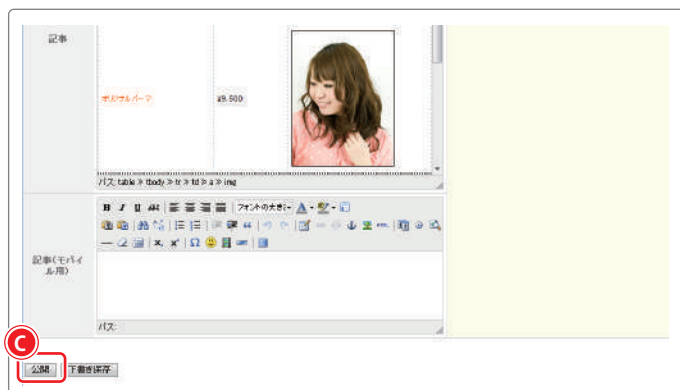 記事
オリジナルパーマ
¥9,500
パス: table » tbody » tr » td » a » img
B I U ABC フォントの大きさ A
HTML
x, x' Ω
記事(モバイル用)
パス:
C
公開 下書き保存